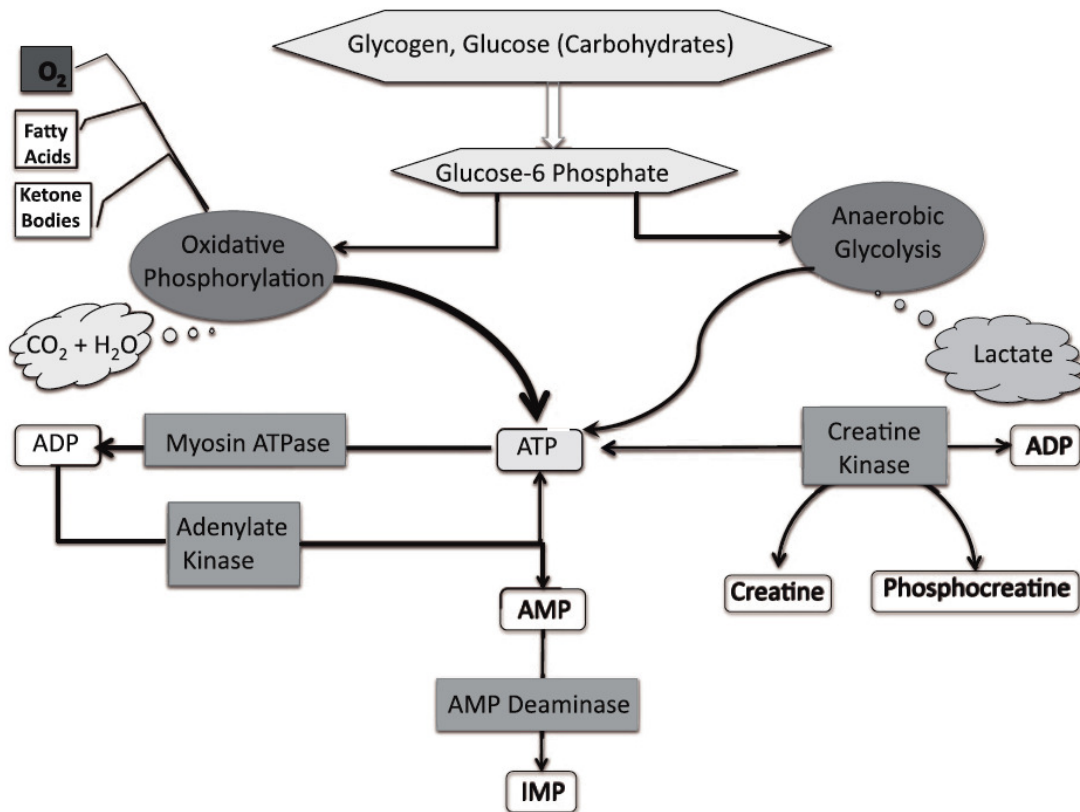 Glycogen, Glucose (Carbohydrates)
O₂
Fatty
Acids
Ketone
Bodies
Glucose-6 Phosphate
Oxidative
Phosphorylation
Anaerobic
Glycolysis
CO₂ + H₂O
Lactate
ADP
Myosin ATPase
ATP
Creatine
Kinase
ADP
Adenylate
Kinase
Creatine
Phosphocreatine
AMP
AMP Deaminase
IMP